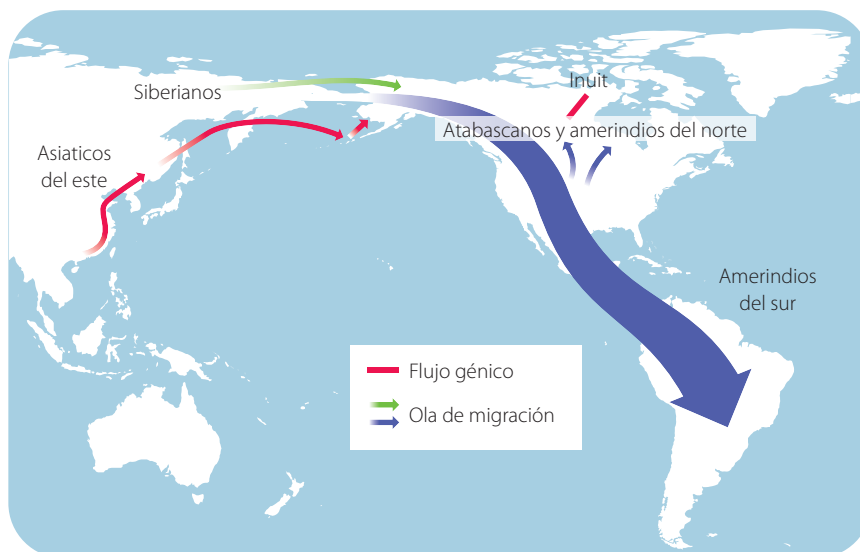 Siberianos
Inuit
Atabascanos y amerindios del norte
Asiaticos
del este
Amerindios
del sur
Flujo génico
Ola de migración